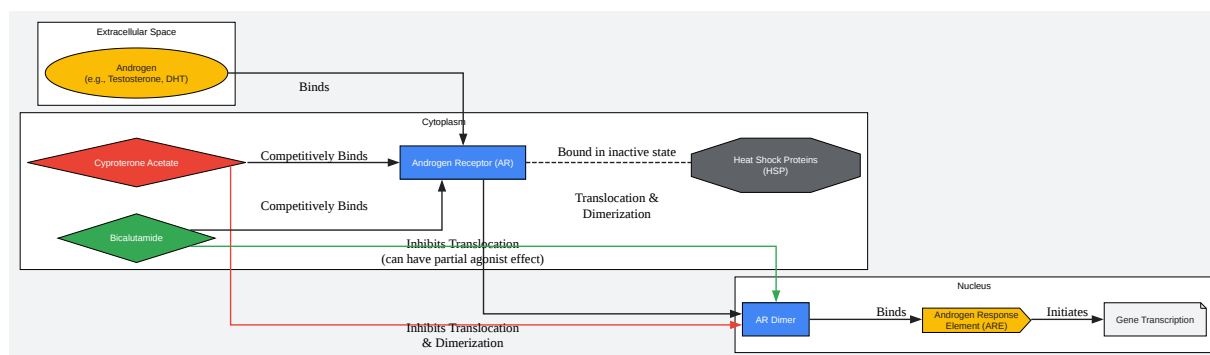 Extracellular Space
Androgen
(e.g., Testosterone, DHT)
Binds
Cytoplasm
Cyproterone Acetate
Competitively Binds
Androgen Receptor (AR)
Bound in inactive state
Heat Shock Proteins
(HSP)
Competitively Binds
Translocation &
Dimerization
Bicalutamide
Inhibits Translocation
(can have partial agonist effect)
Nucleus
AR Dimer
Binds
Androgen Response
Element (ARE)
Initiates
Gene Transcription
Inhibits Translocation
& Dimerization